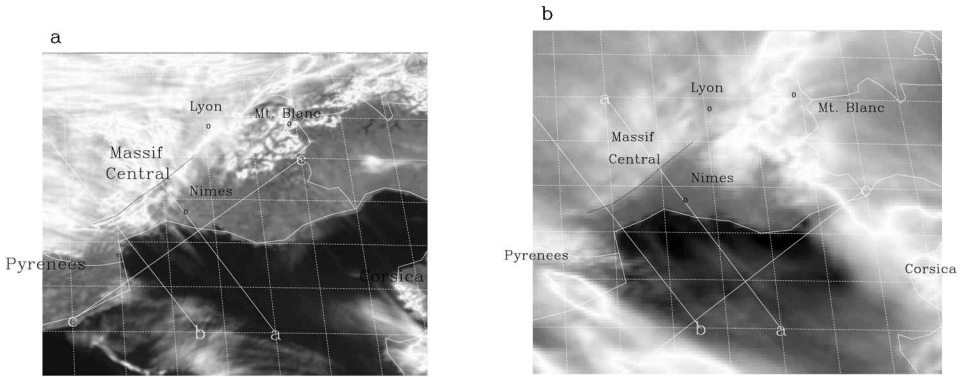 a
Lyon
Mt. Blanc
Massif
Central
c
Nimes
Pyrenees
Corsica
c
b
a
b
a
Lyon
Mt. Blanc
Massif
Central
Nimes
c
Pyrenees
Corsica
b
a